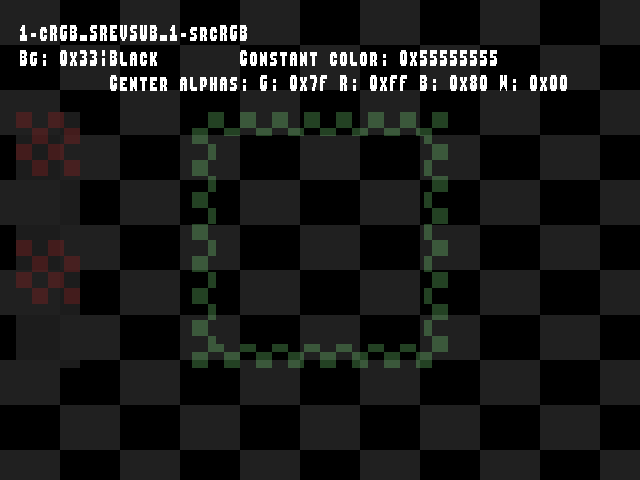 1-cRGB_SREVSUB_1-srcRGB
Bg: 0x33¦Black Constant color: 0x55555555
Center alphas: G: 0x7f R: 0xff B: 0x80 W: 0x00